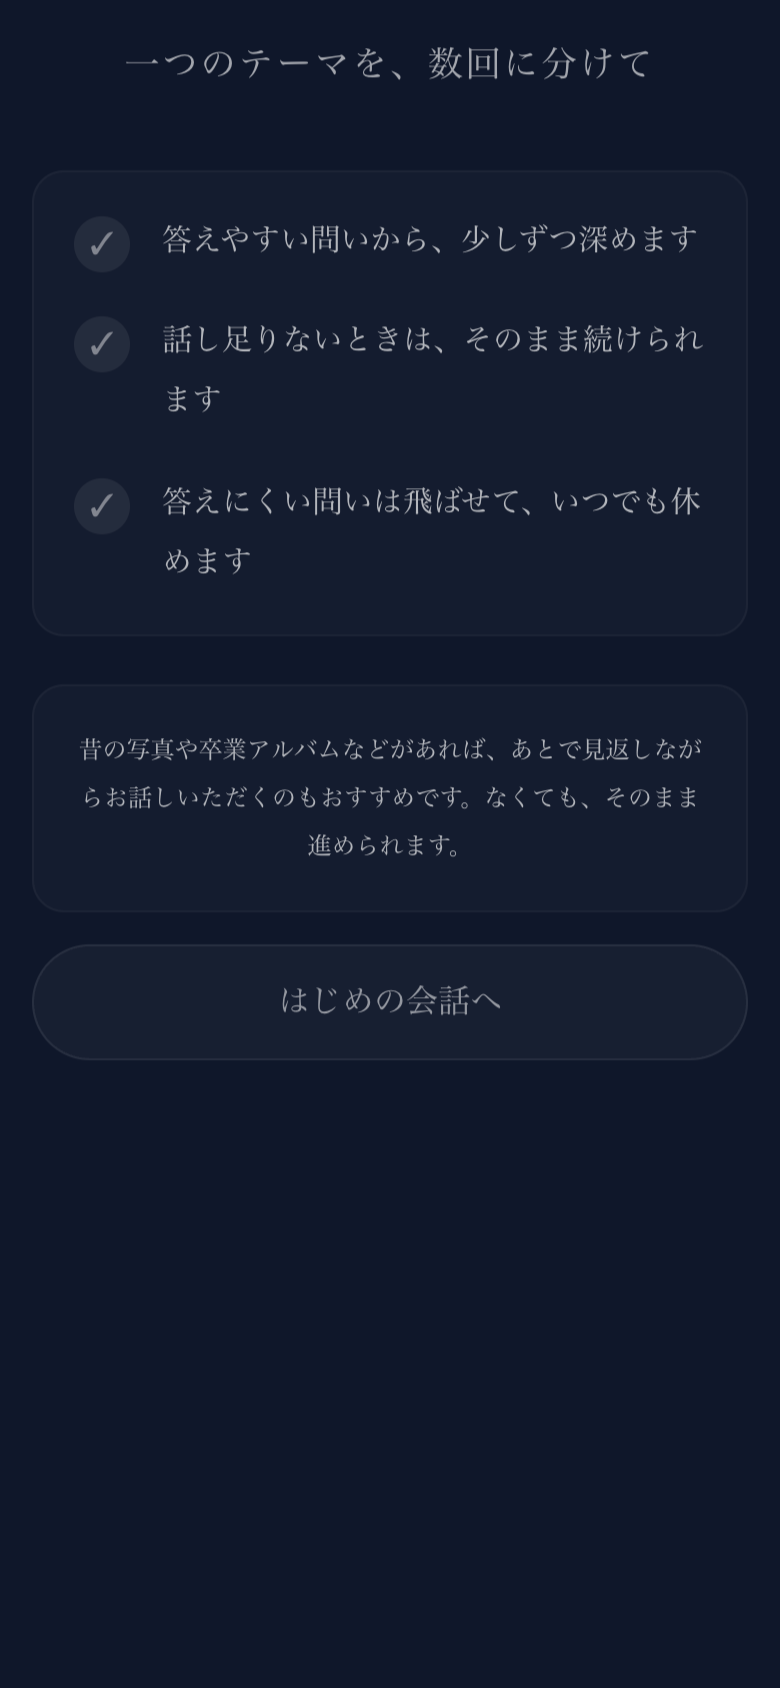 一つのテーマを、数回に分けて
✓ 答えやすい問いから、少しずつ深めます
✓ 話し足りないときは、そのまま続けられ
ます
✓ 答えにくい問いは飛ばせて、いつでも休
めます
昔の写真や卒業アルバムなどがあれば、あとで見返しなが
らお話しいただくのもおすすめです。なくても、そのまま
進められます。
はじめの会話へ